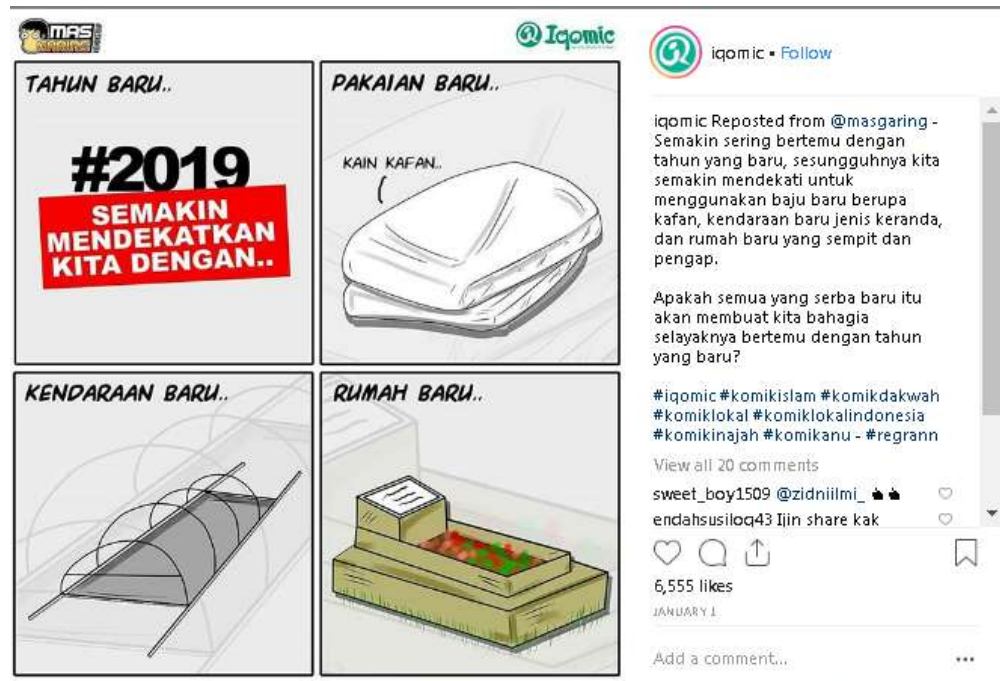 MAS
GARING
Iqomic
TAHUN BARU..
#2019
SEMAKIN
MENDEKATKAN
KITA DENGAN..
PAKAIAN BARU..
KAIN KAFAN..
KENDARAAN BARU..
RUMAH BARU..
iqomic • Follow
iqomic Reposted from @masgaring -
Semakin sering bertemu dengan
tahun yang baru, sesungguhnya kita
semakin mendekati untuk
menggunakan baju baru berupa
kafan, kendaraan baru jenis keranda,
dan rumah baru yang sempit dan
pengap.
Apakah semua yang serba baru itu
akan membuat kita bahagia
selayaknya bertemu dengan tahun
yang baru?
#iqomic #komikislam #komikdakwah
#komiklokal #komiklokalindonesia
#komikinajah #komikanu - #regrann
View all 20 comments
sweet_boy1509 @zidniilmi_
endahsusilog43 Ijin share kak
6,555 likes
JANUARY 1
Add a comment...